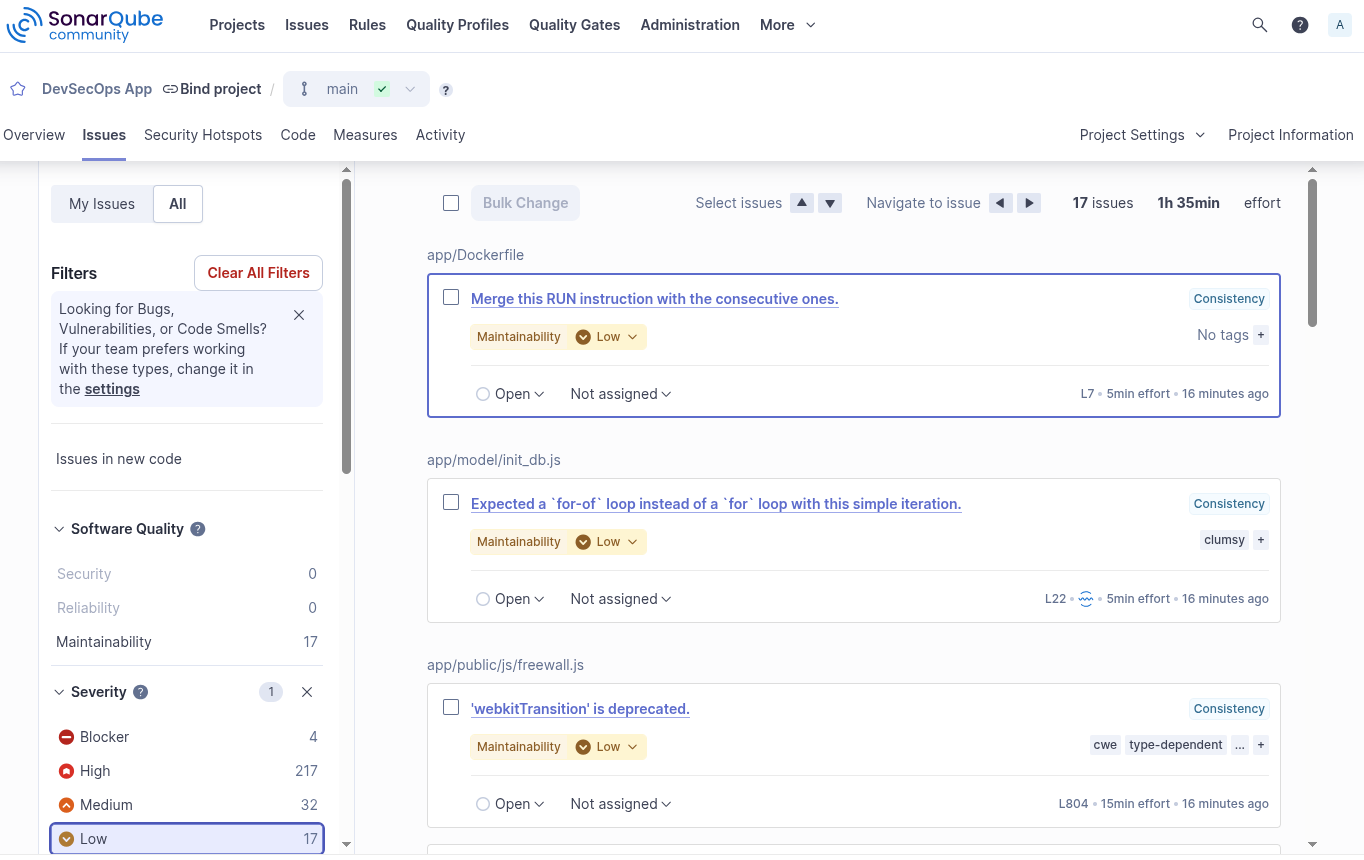 SonarQube
community
Projects Issues Rules Quality Profiles Quality Gates Administration More ? A
DevSecOps App Bind project / main ?
Overview Issues Security Hotspots Code Measures Activity Project Settings Project Information
My Issues All
Bulk Change Select issues Navigate to issue 17 issues 1h 35min effort
Filters Clear All Filters
Looking for Bugs,
Vulnerabilities, or Code Smells?
If your team prefers working
with these types, change it in
the settings
Issues in new code
Software Quality ?
Security 0
Reliability 0
Maintainability 17
Severity ? 1
Blocker 4
High 217
Medium 32
Low 17
app/Dockerfile
Merge this RUN instruction with the consecutive ones. Consistency
Maintainability Low No tags +
Open Not assigned L7 • 5min effort • 16 minutes ago
app/model/init_db.js
Expected a `for-of` loop instead of a `for` loop with this simple iteration. Consistency
Maintainability Low clumsy +
Open Not assigned L22 • • 5min effort • 16 minutes ago
app/public/js/freewall.js
'webkitTransition' is deprecated. Consistency
Maintainability Low cwe type-dependent ... +
Open Not assigned L804 • 15min effort • 16 minutes ago